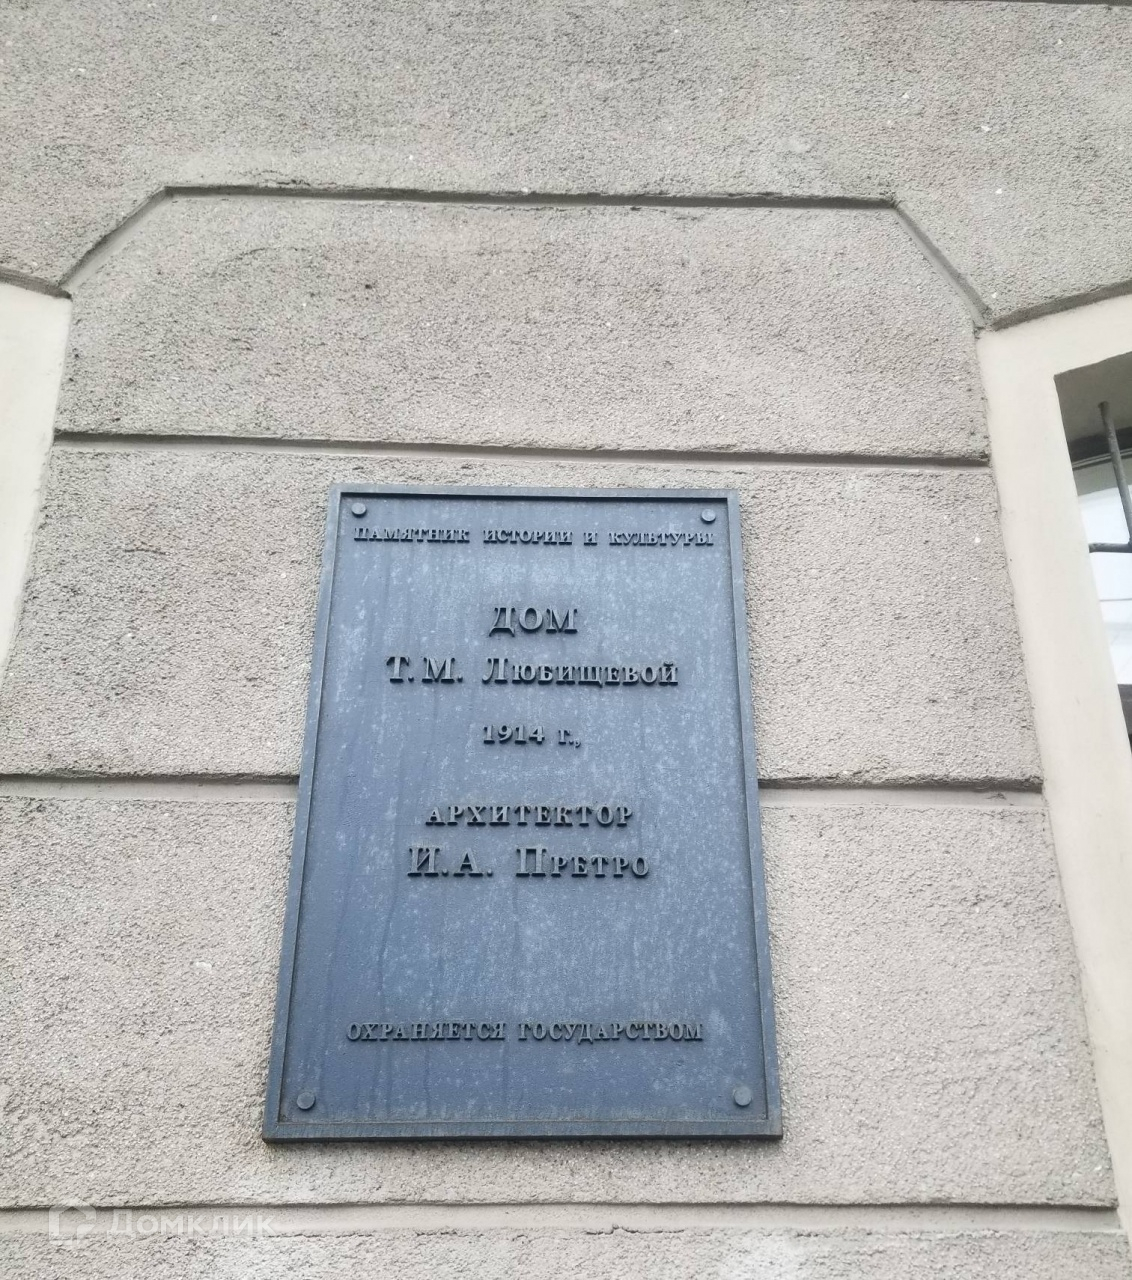 ПАМЯТНИК ИСТОРИИ И КУЛЬТУРЫ
ДОМ
Т. М. ЛЮБИЩЕВОЙ
1914 г.,
АРХИТЕКТОР
И. А. ПРЕТРО
ОХРАНЯЕТСЯ ГОСУДАРСТВОМ
Домклик